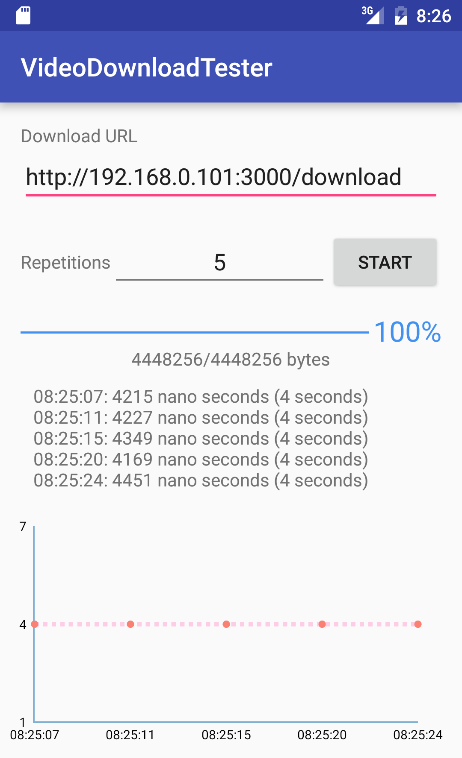 3G 8:26
VideoDownloadTester
Download URL
http://192.168.0.101:3000/download
Repetitions 5 START
100%
4448256/4448256 bytes
08:25:07: 4215 nano seconds (4 seconds)
08:25:11: 4227 nano seconds (4 seconds)
08:25:15: 4349 nano seconds (4 seconds)
08:25:20: 4169 nano seconds (4 seconds)
08:25:24: 4451 nano seconds (4 seconds)
7
4
1
08:25:07 08:25:11 08:25:15 08:25:20 08:25:24